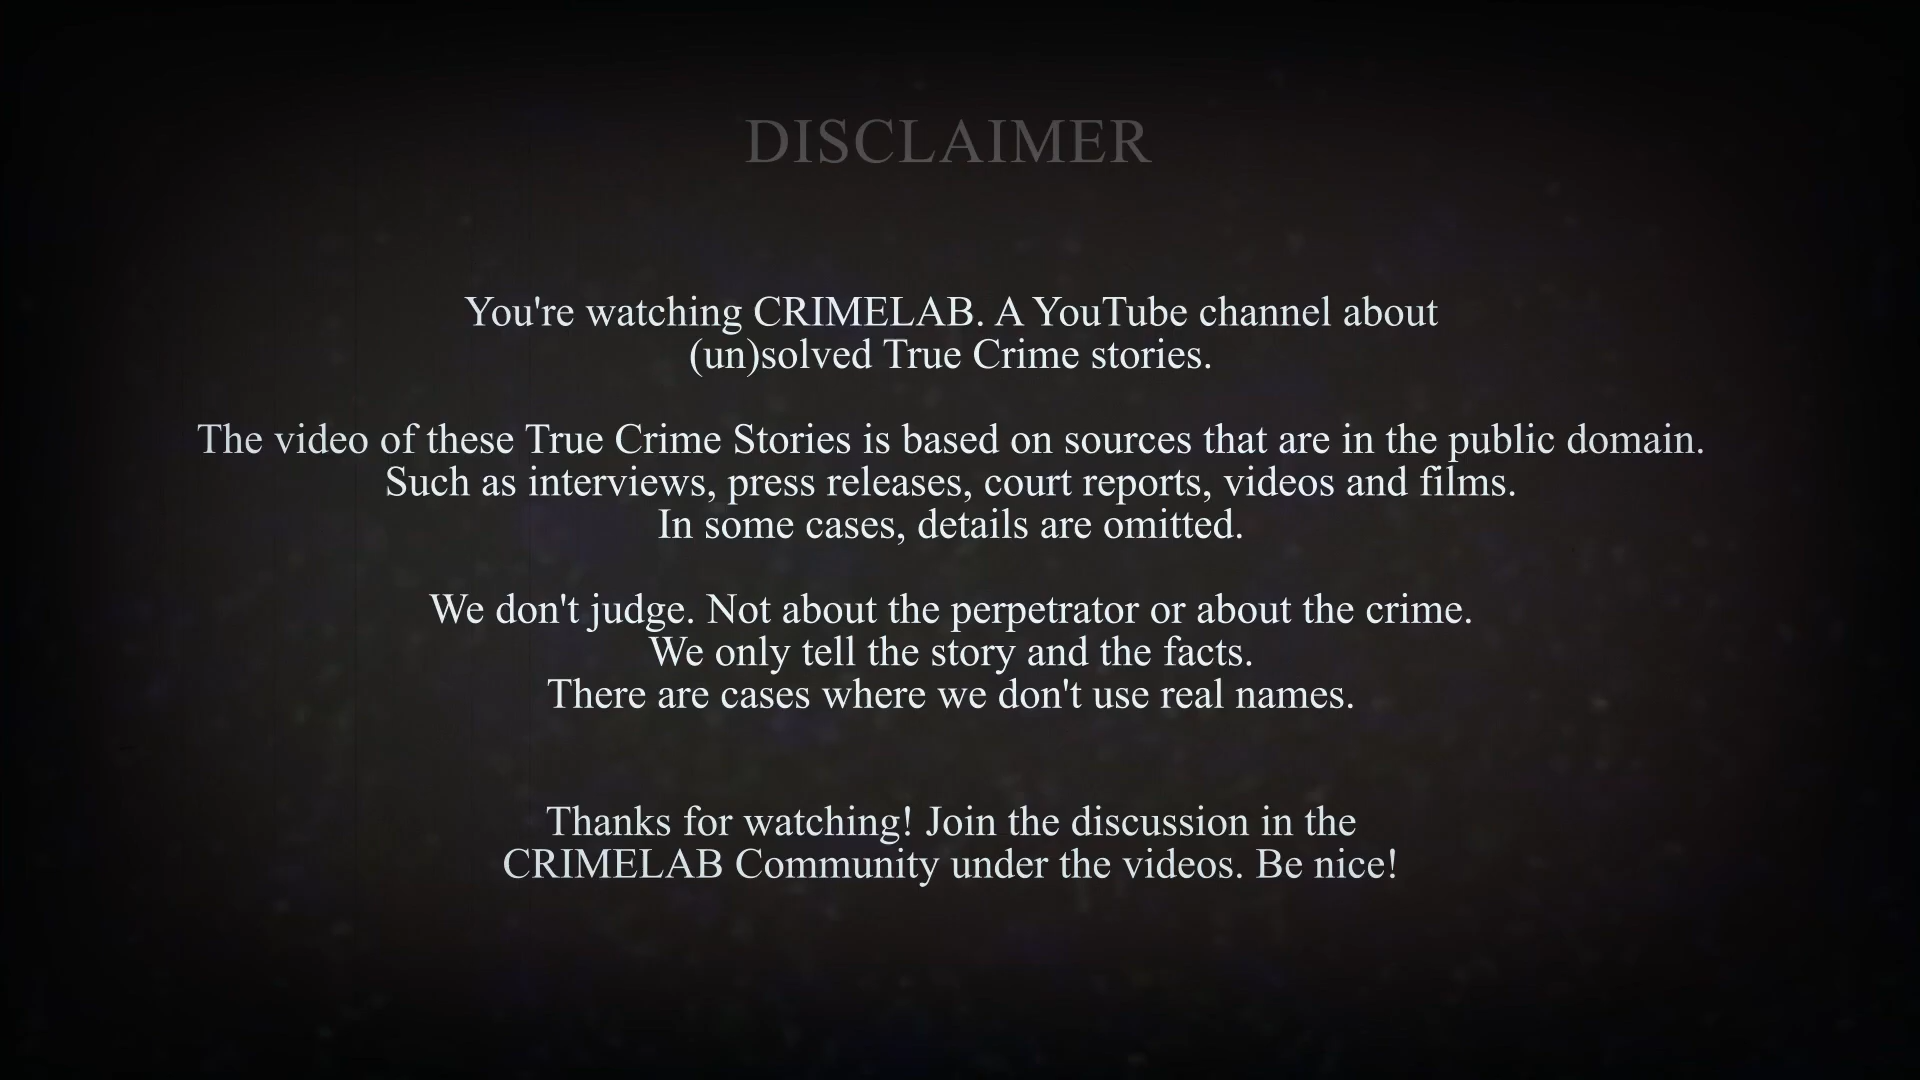 DISCLAIMER
You're watching CRIMELAB. A YouTube channel about
(un)solved True Crime stories.
The video of these True Crime Stories is based on sources that are in the public domain.
Such as interviews, press releases, court reports, videos and films.
In some cases, details are omitted.
We don't judge. Not about the perpetrator or about the crime.
We only tell the story and the facts.
There are cases where we don't use real names.
Thanks for watching! Join the discussion in the
CRIMELAB Community under the videos. Be nice!